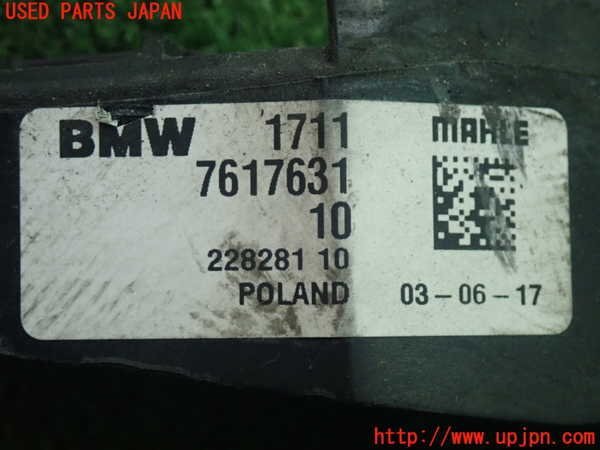 USED PARTS JAPAN
BMW 1711 MAHLE
7617631
10
228281 10
POLAND 03-06-17
http://www.upjpn.com/